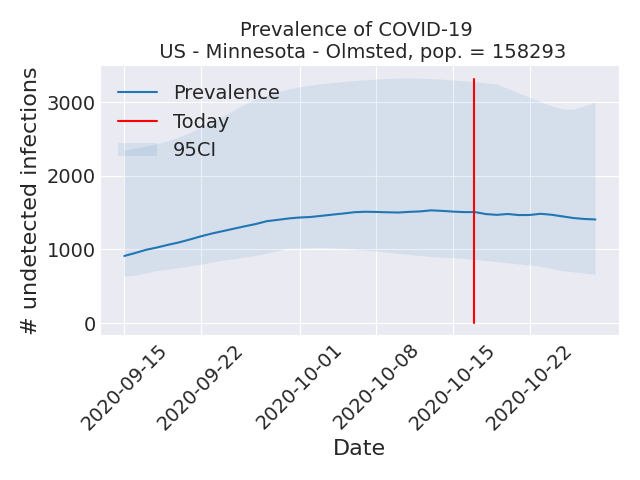 Prevalence of COVID-19
US - Minnesota - Olmsted, pop. = 158293
# undetected infections
3000
2000
1000
0
Prevalence
Today
95CI
2020-09-15
2020-09-22
2020-10-01
2020-10-08
2020-10-15
2020-10-22
Date